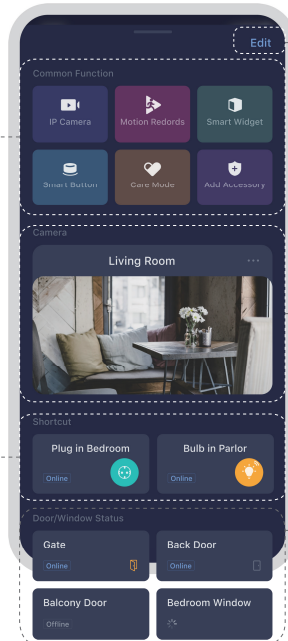 Edit
Common Function
IP Camera
Motion Redords
Smart Widget
Smart Button
Care Mode
Add Accessory
Camera
Living Room
Shortcut
Plug in Bedroom
Bulb in Parlor
Online
Online
Door/Window Status
Gate
Back Door
Online
Online
Balcony Door
Bedroom Window
Offline